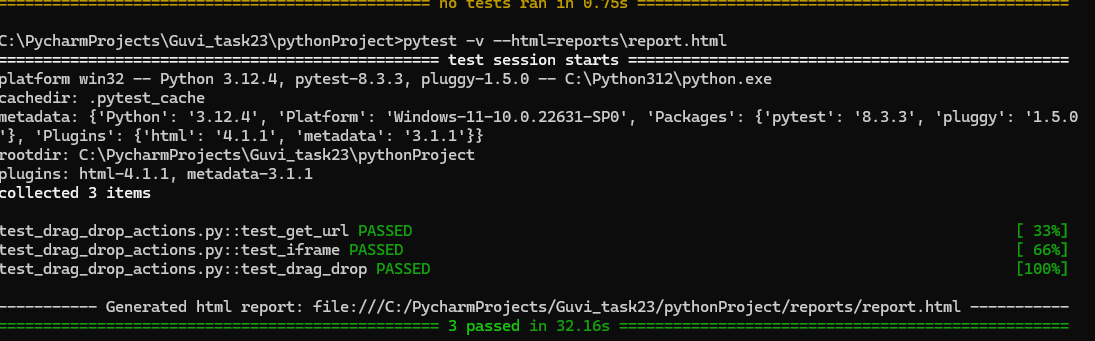 ============================================== no tests ran in 0.75s ===============================================
C:\PycharmProjects\Guvi_task23\pythonProject>pytest -v --html=reports\report.html
=============================================== test session starts ================================================
platform win32 -- Python 3.12.4, pytest-8.3.3, pluggy-1.5.0 -- C:\Python312\python.exe
cachedir: .pytest_cache
metadata: {'Python': '3.12.4', 'Platform': 'Windows-11-10.0.22631-SP0', 'Packages': {'pytest': '8.3.3', 'pluggy': '1.5.0
'}, 'Plugins': {'html': '4.1.1', 'metadata': '3.1.1'}}
rootdir: C:\PycharmProjects\Guvi_task23\pythonProject
plugins: html-4.1.1, metadata-3.1.1
collected 3 items
test_drag_drop_actions.py::test_get_url PASSED [ 33%]
test_drag_drop_actions.py::test_iframe PASSED [ 66%]
test_drag_drop_actions.py::test_drag_drop PASSED [100%]
----------- Generated html report: file:///C:/PycharmProjects/Guvi_task23/pythonProject/reports/report.html -----------
=============================================== 3 passed in 32.16s =================================================